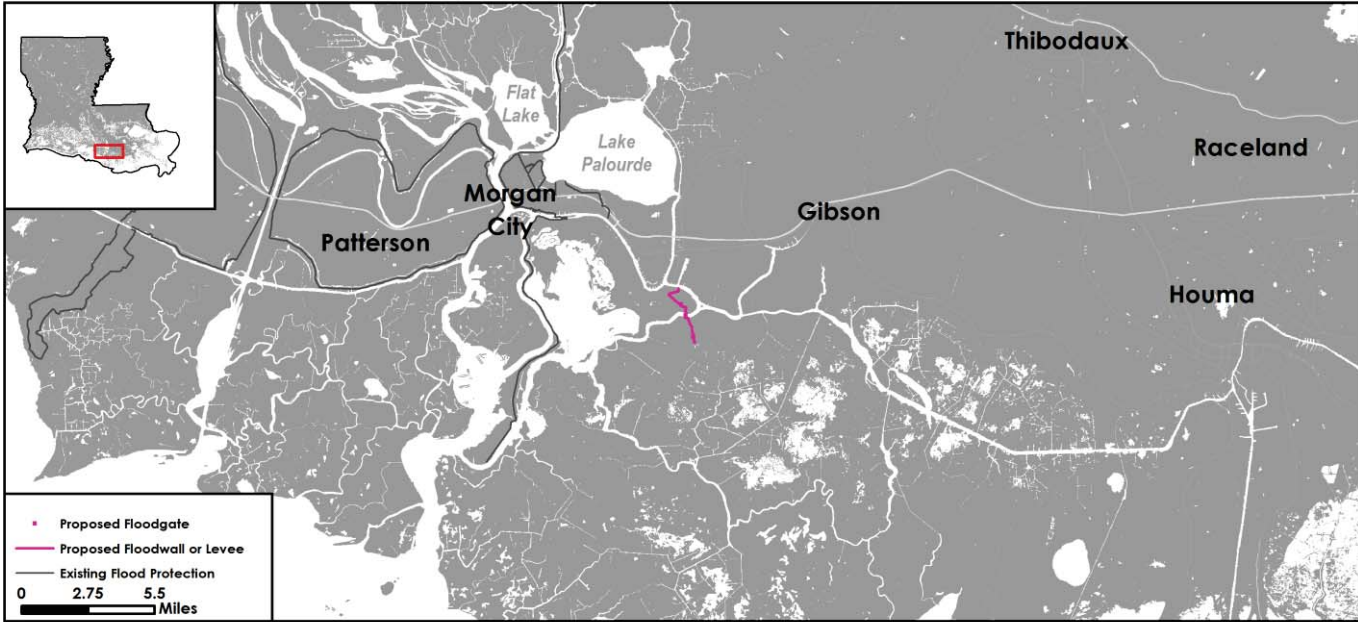 Thibodaux
Flat
Lake
Lake
Palourde
Raceland
Morgan
City
Gibson
Patterson
Houma
Proposed Floodgate
Proposed Floodwall or Levee
Existing Flood Protection
0 2.75 5.5
Miles